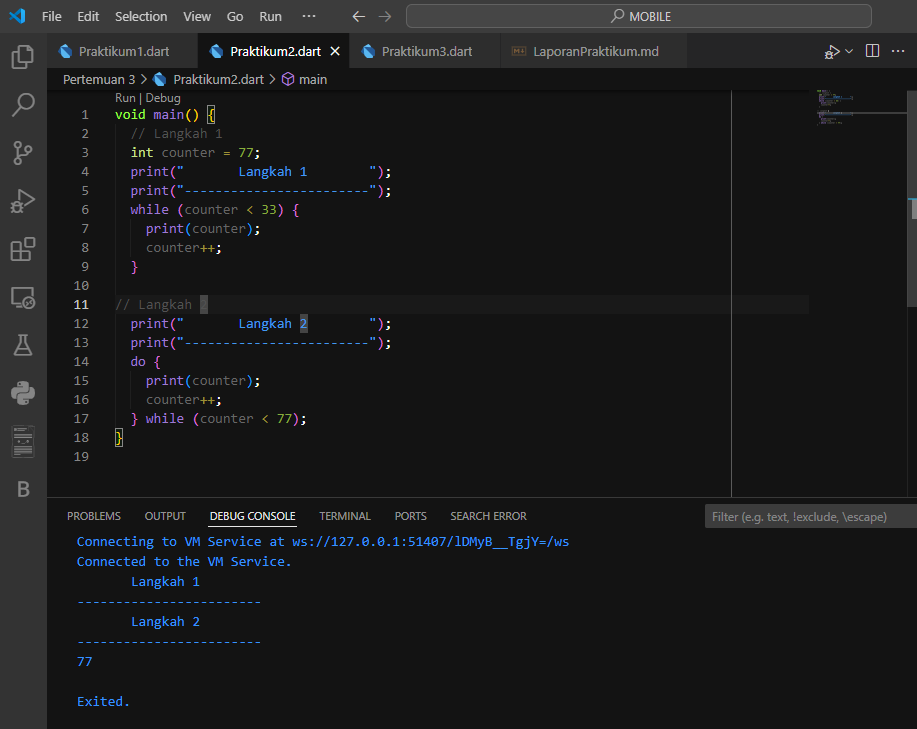 File Edit Selection View Go Run ··· ← → MOBILE
Praktikum1.dart Praktikum2.dart × Praktikum3.dart LaporanPraktikum.md ···
Pertemuan 3 > Praktikum2.dart > main
Run | Debug
1 void main() {
2 // Langkah 1
3 int counter = 77;
4 print("       Langkah 1        ");
5 print("------------------------");
6 while (counter < 33) {
7 print(counter);
8 counter++;
9 }
10
11 // Langkah 2
12 print("       Langkah 2        ");
13 print("------------------------");
14 do {
15 print(counter);
16 counter++;
17 } while (counter < 77);
18 }
19
B
PROBLEMS OUTPUT DEBUG CONSOLE TERMINAL PORTS SEARCH ERROR Filter (e.g. text, !exclude, \escape)
Connecting to VM Service at ws://127.0.0.1:51407/lDMyB__TgjY=/ws
Connected to the VM Service.
Langkah 1
------------------------
Langkah 2
------------------------
77
Exited.